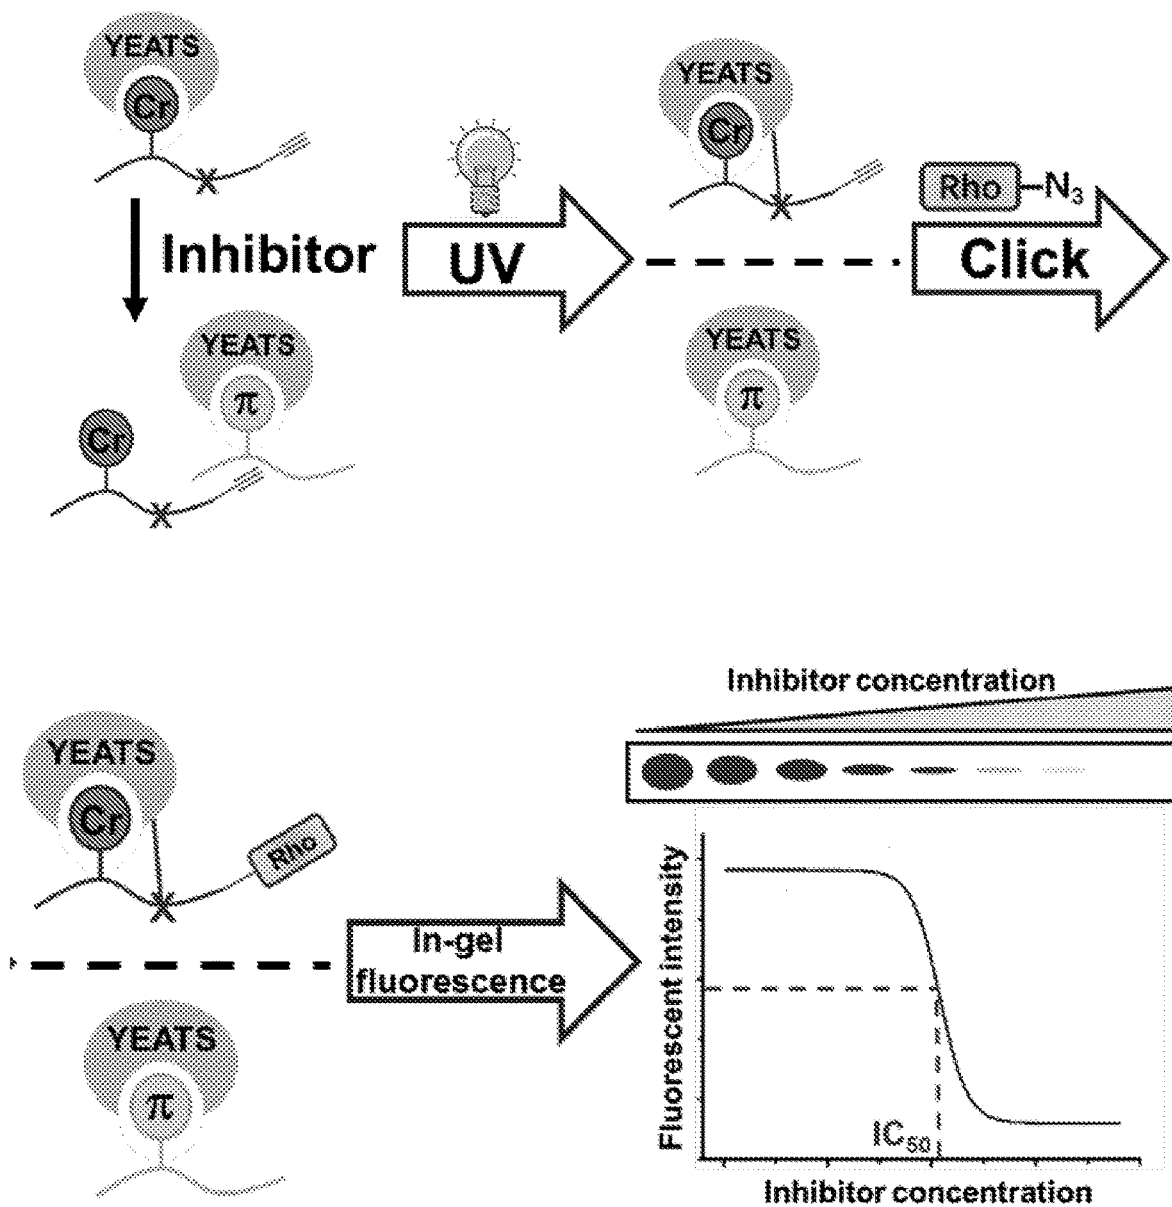 YEATS
Cr
X
Inhibitor
YEATS
π
Cr
X
UV
YEATS
Cr
X
YEATS
π
Rho N₃
Click
YEATS
Cr
X
Rho
YEATS
π
In-gel
fluorescence
Inhibitor concentration
Fluorescent intensity
IC₅₀
Inhibitor concentration